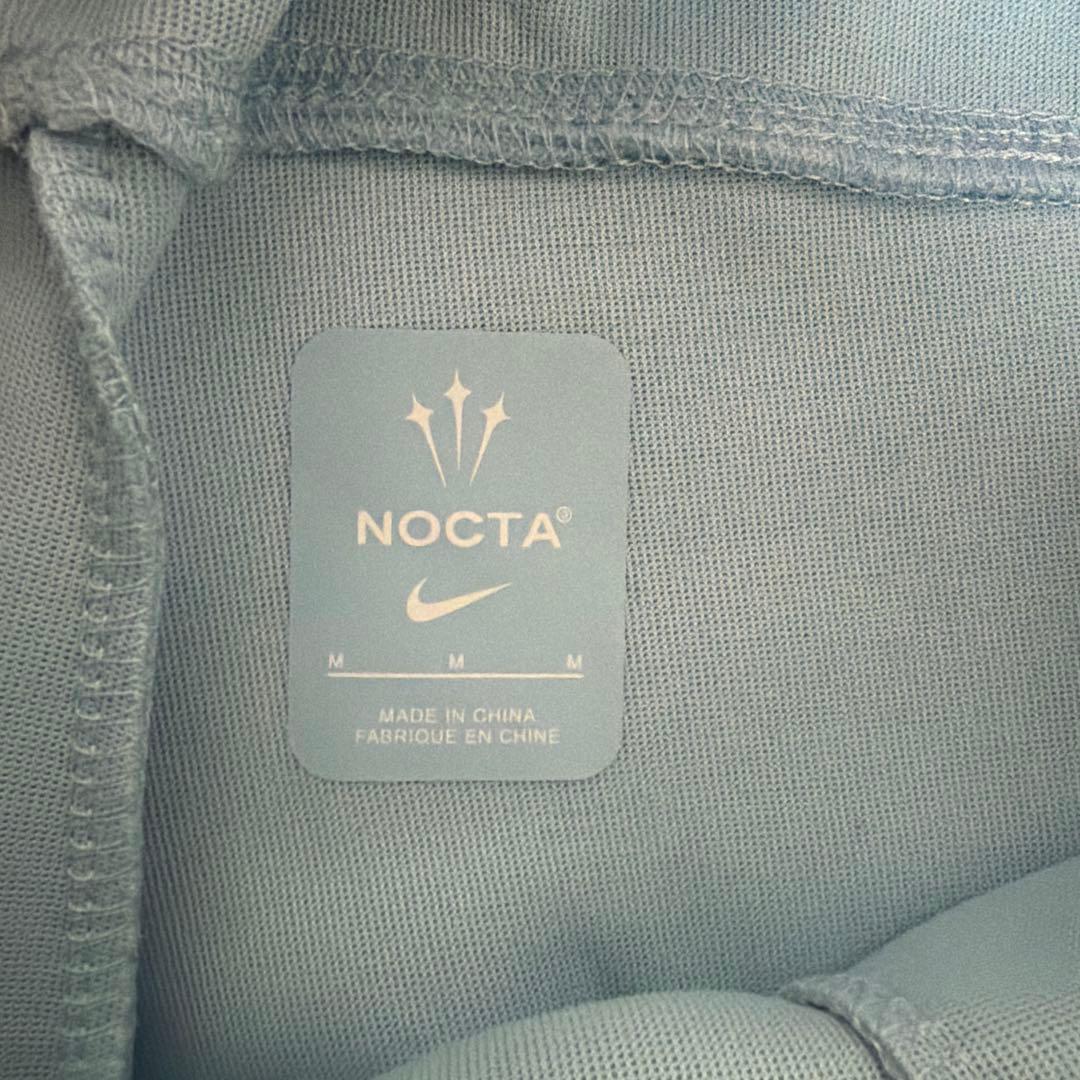 NOCTA®
M M M
MADE IN CHINA
FABRIQUE EN CHINE